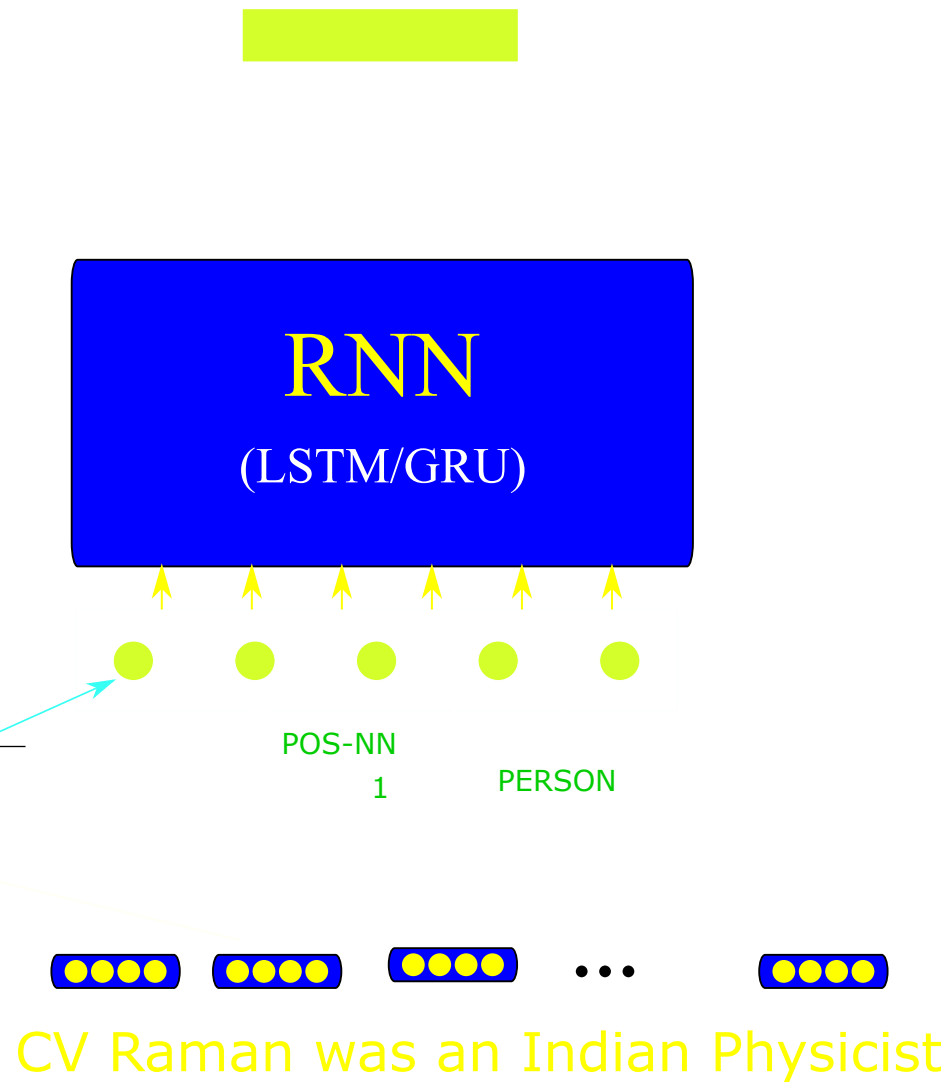 RNN
(LSTM/GRU)
POS-NN
PERSON
1
CV Raman was an Indian Physicist